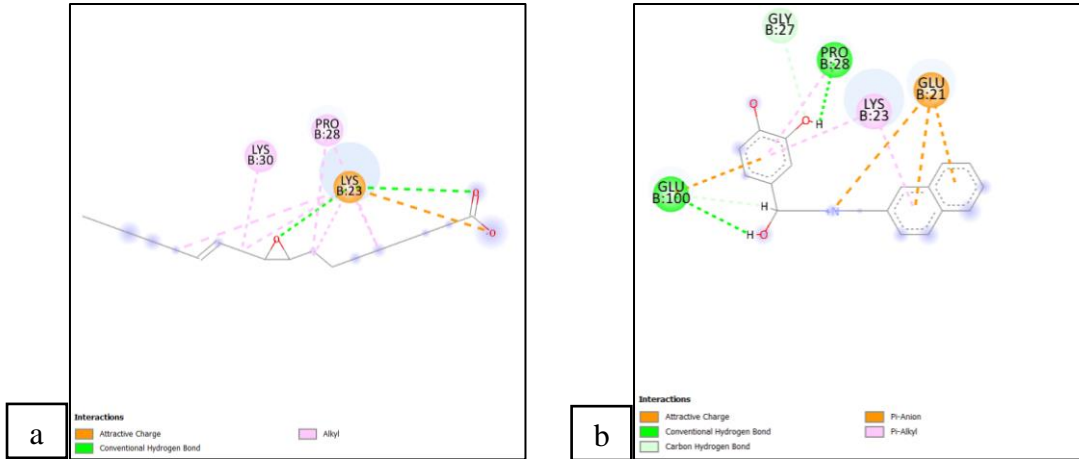 LYS
B:30
PRO
B:28
LYS
B:23
O
O
O
Interactions
Attractive Charge
Conventional Hydrogen Bond
Alkyl
a
GLY
B:27
PRO
B:28
GLU
B:21
LYS
B:23
O
O
H
GLU
B:100
H
N
H O
Interactions
Attractive Charge
Conventional Hydrogen Bond
Carbon Hydrogen Bond
Pi-Anion
Pi-Alkyl
b